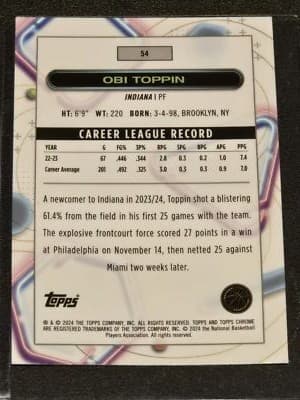 54
OBI TOPPIN
INDIANA | PF
HT: 6'9" WT: 220 BORN: 3-4-98, BROOKLYN, NY
CAREER LEAGUE RECORD
YEAR G FG% 3P% RPG SPG BPG APG PPG
22-23 67 .446 .344 2.8 0.3 0.2 1.0 7.4
Career Average 201 .492 .325 3.0 0.3 0.3 0.9 7.0
A newcomer to Indiana in 2023/24, Toppin shot a blistering
61.4% from the field in his first 25 games with the team.
The explosive frontcourt force scored 27 points in a win
at Philadelphia on November 14, then netted 25 against
Miami two weeks later.
Topps
® & © 2024 THE TOPPS COMPANY, INC. ALL RIGHTS RESERVED. TOPPS AND TOPPS CHROME
ARE REGISTERED TRADEMARKS OF THE TOPPS COMPANY, INC. © 2024 the National Basketball
Players Association. All Rights Reserved.